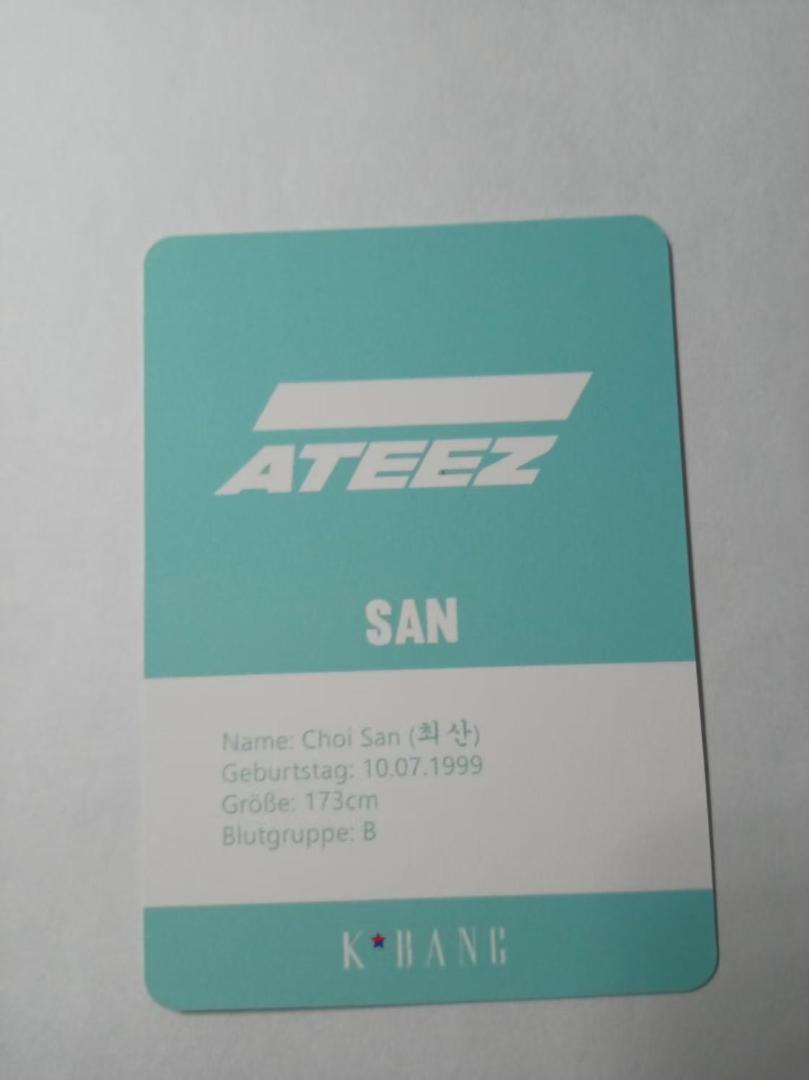 ATEEZ
SAN
Name: Choi San (최 산)
Geburtstag: 10.07.1999
Größe: 173cm
Blutgruppe: B
K★BANG